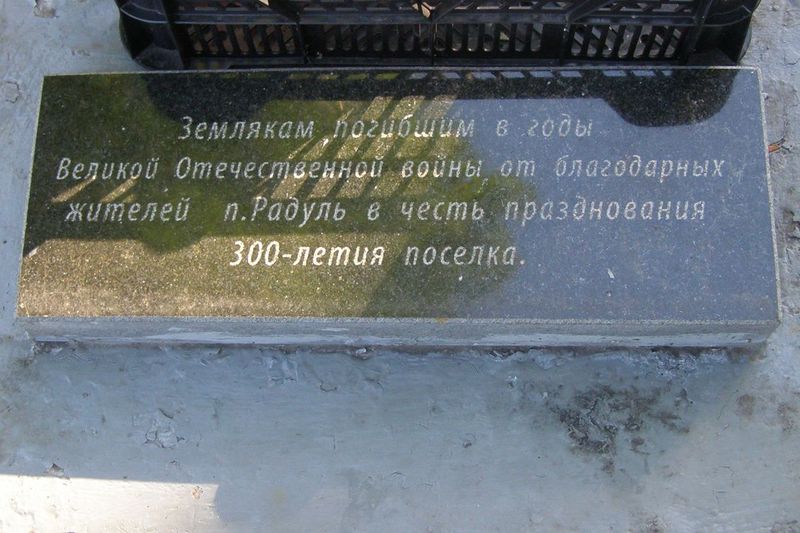 Землякам погибшим в годы
Великой Отечественной войны от благодарных
жителей п.Радуль в честь празднования
300-летия поселка.